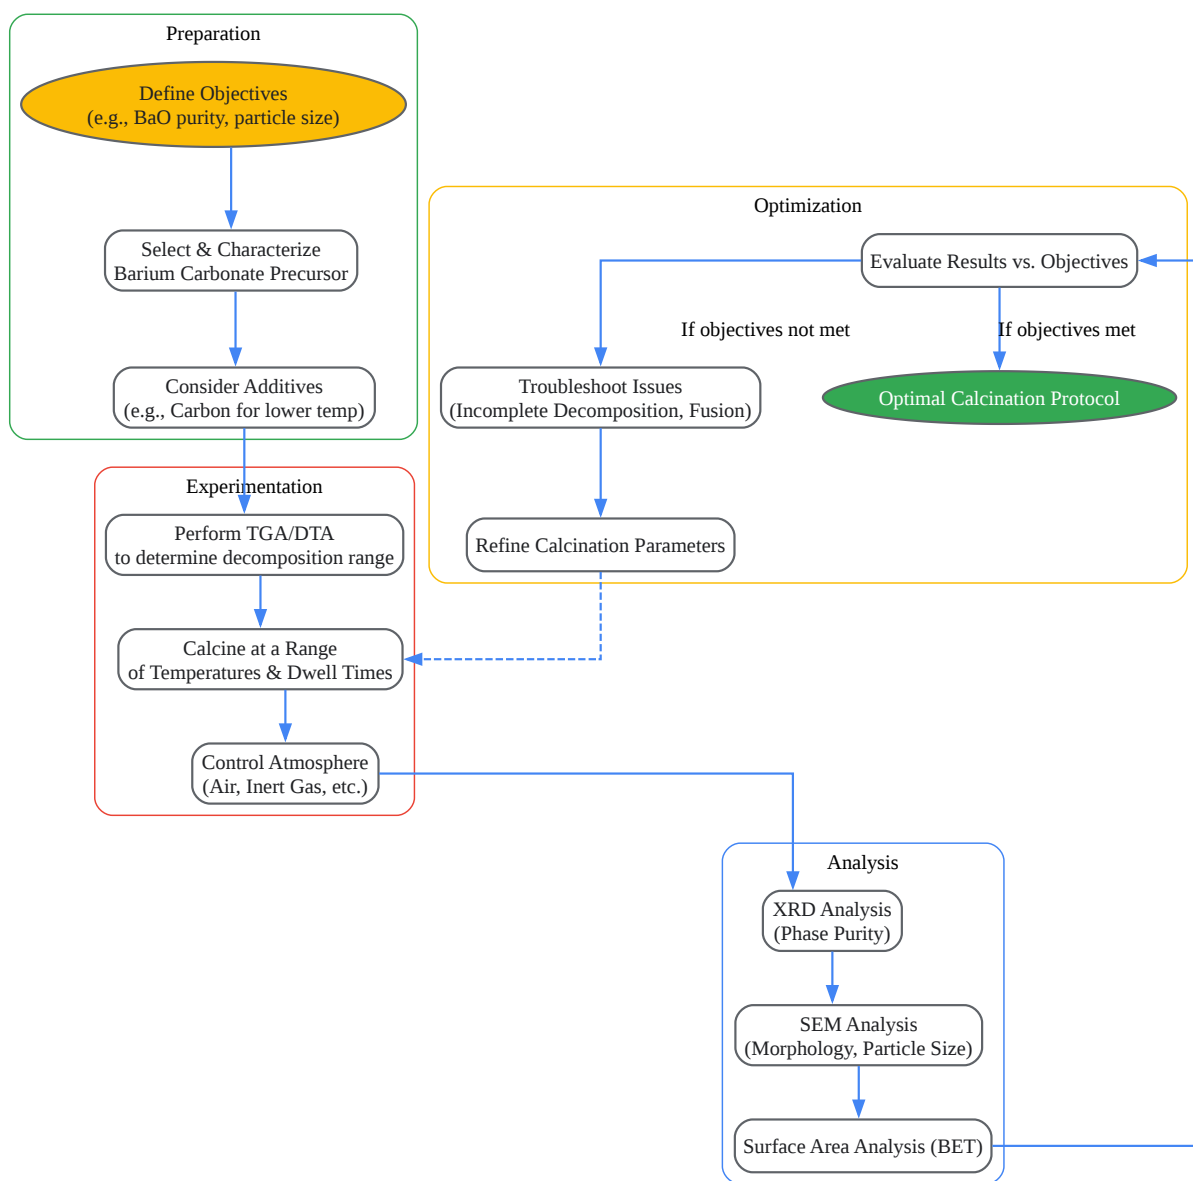 Preparation
Define Objectives
(e.g., BaO purity, particle size)
Select & Characterize
Barium Carbonate Precursor
Consider Additives
(e.g., Carbon for lower temp)
Experimentation
Perform TGA/DTA
to determine decomposition range
Calcine at a Range
of Temperatures & Dwell Times
Control Atmosphere
(Air, Inert Gas, etc.)
Optimization
Evaluate Results vs. Objectives
If objectives not met
If objectives met
Troubleshoot Issues
(Incomplete Decomposition, Fusion)
Optimal Calcination Protocol
Refine Calcination Parameters
Analysis
XRD Analysis
(Phase Purity)
SEM Analysis
(Morphology, Particle Size)
Surface Area Analysis (BET)